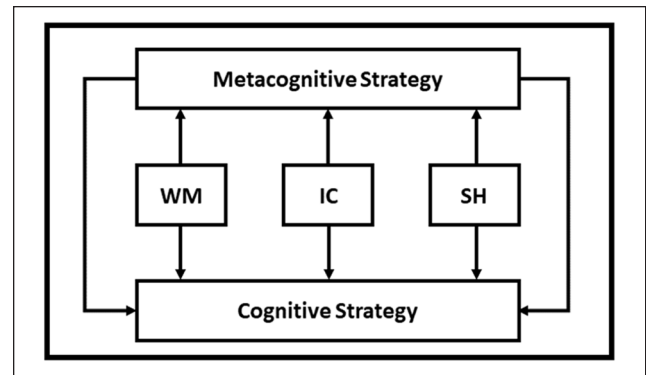 Metacognitive Strategy
WM
IC
SH
Cognitive Strategy